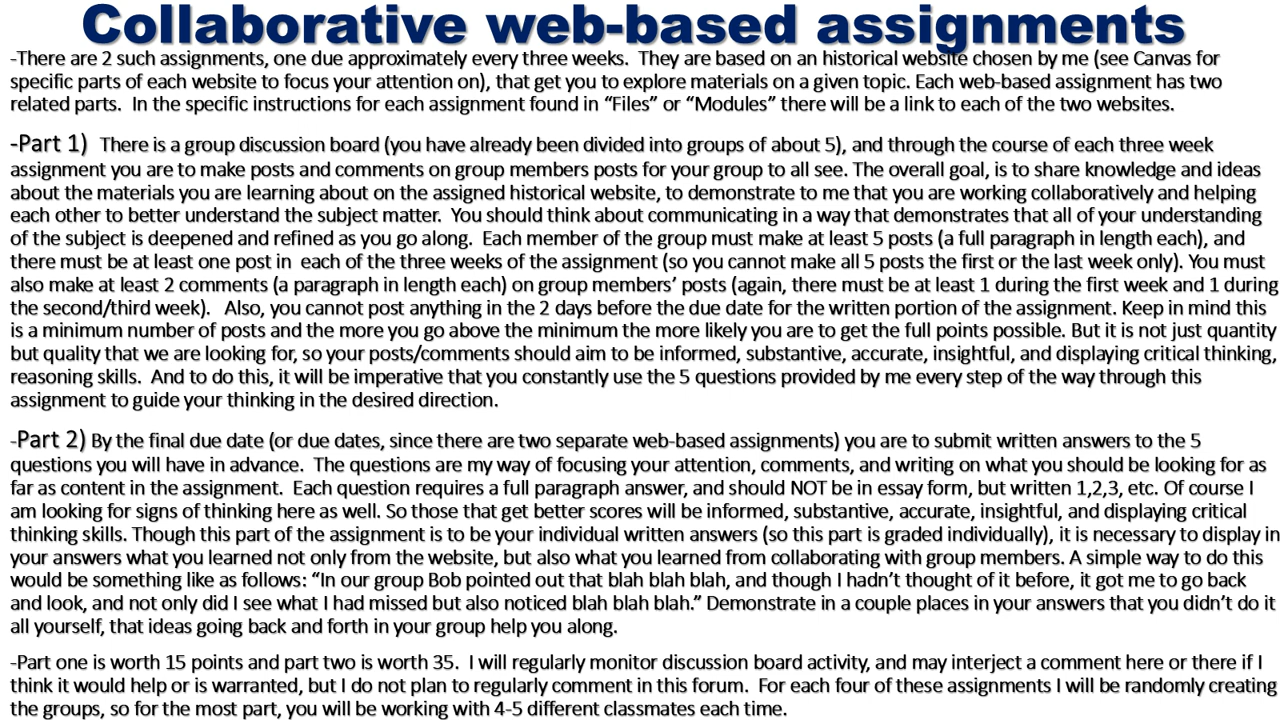 Collaborative web-based assignments
-There are 2 such assignments, one due approximately every three weeks.  They are based on an historical website chosen by me (see Canvas for
specific parts of each website to focus your attention on), that get you to explore materials on a given topic. Each web-based assignment has two
related parts.  In the specific instructions for each assignment found in “Files” or “Modules” there will be a link to each of the two websites.
-Part 1)  There is a group discussion board (you have already been divided into groups of about 5), and through the course of each three week
assignment you are to make posts and comments on group members posts for your group to all see. The overall goal, is to share knowledge and ideas
about the materials you are learning about on the assigned historical website, to demonstrate to me that you are working collaboratively and helping
each other to better understand the subject matter.  You should think about communicating in a way that demonstrates that all of your understanding
of the subject is deepened and refined as you go along.  Each member of the group must make at least 5 posts (a full paragraph in length each), and
there must be at least one post in  each of the three weeks of the assignment (so you cannot make all 5 posts the first or the last week only). You must
also make at least 2 comments (a paragraph in length each) on group members’ posts (again, there must be at least 1 during the first week and 1 during
the second/third week).   Also, you cannot post anything in the 2 days before the due date for the written portion of the assignment. Keep in mind this
is a minimum number of posts and the more you go above the minimum the more likely you are to get the full points possible. But it is not just quantity
but quality that we are looking for, so your posts/comments should aim to be informed, substantive, accurate, insightful, and displaying critical thinking,
reasoning skills.  And to do this, it will be imperative that you constantly use the 5 questions provided by me every step of the way through this
assignment to guide your thinking in the desired direction.
-Part 2) By the final due date (or due dates, since there are two separate web-based assignments) you are to submit written answers to the 5
questions you will have in advance.  The questions are my way of focusing your attention, comments, and writing on what you should be looking for as
far as content in the assignment.  Each question requires a full paragraph answer, and should NOT be in essay form, but written 1,2,3, etc. Of course I
am looking for signs of thinking here as well. So those that get better scores will be informed, substantive, accurate, insightful, and displaying critical
thinking skills. Though this part of the assignment is to be your individual written answers (so this part is graded individually), it is necessary to display in
your answers what you learned not only from the website, but also what you learned from collaborating with group members. A simple way to do this
would be something like as follows: “In our group Bob pointed out that blah blah blah, and though I hadn’t thought of it before, it got me to go back
and look, and not only did I see what I had missed but also noticed blah blah blah.” Demonstrate in a couple places in your answers that you didn’t do it
all yourself, that ideas going back and forth in your group help you along.
-Part one is worth 15 points and part two is worth 35.  I will regularly monitor discussion board activity, and may interject a comment here or there if I
think it would help or is warranted, but I do not plan to regularly comment in this forum.  For each four of these assignments I will be randomly creating
the groups, so for the most part, you will be working with 4-5 different classmates each time.